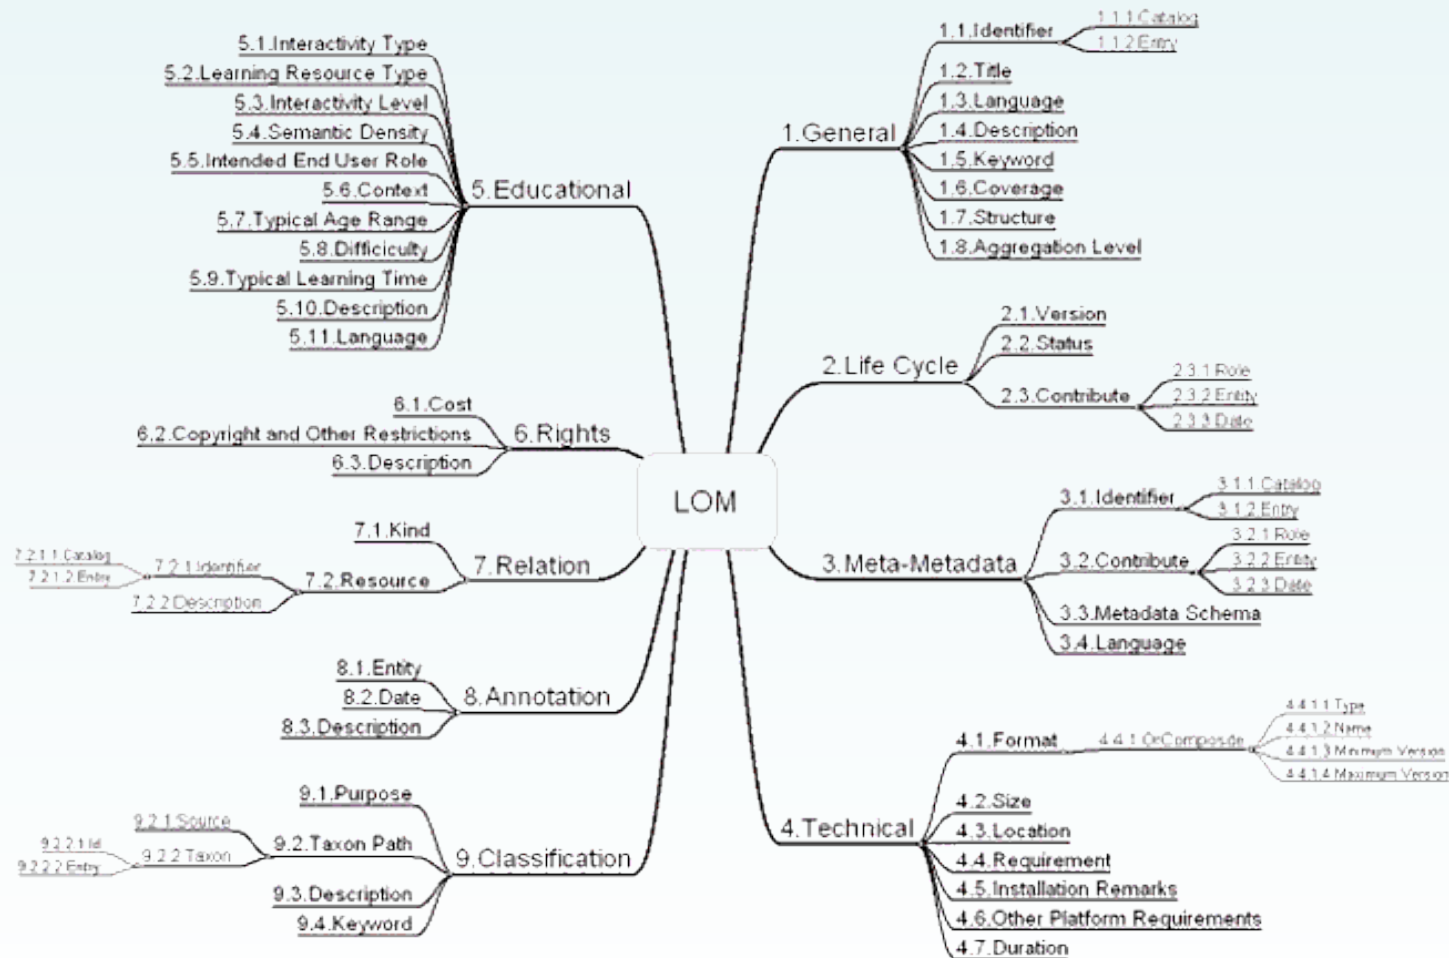 LOM
1.General
1.1.Identifier
1.1.1 Catalog
1.1.2 Entry
1.2.Title
1.3.Language
1.4.Description
1.5.Keyword
1.6.Coverage
1.7.Structure
1.8.Aggregation Level
2.Life Cycle
2.1.Version
2.2.Status
2.3.Contribute
2.3.1 Role
2.3.2 Entity
2.3.3 Date
3.Meta-Metadata
3.1.Identifier
3.1.1 Catalog
3.1.2 Entry
3.2.Contribute
3.2.1 Role
3.2.2 Entity
3.2.3 Date
3.3.Metadata Schema
3.4.Language
4.Technical
4.1.Format
4.4.1 OrComposide
4.4.1.1 Type
4.4.1.2 Name
4.4.1.3 Minimum Version
4.4.1.4 Maximum Version
4.2.Size
4.3.Location
4.4.Requirement
4.5.Installation Remarks
4.6.Other Platform Requirements
4.7.Duration
5.Educational
5.1.Interactivity Type
5.2.Learning Resource Type
5.3.Interactivity Level
5.4.Semantic Density
5.5.Intended End User Role
5.6.Context
5.7.Typical Age Range
5.8.Difficiculty
5.9.Typical Learning Time
5.10.Description
5.11.Language
6.Rights
6.1.Cost
6.2.Copyright and Other Restrictions
6.3.Description
7.Relation
7.1.Kind
7.2.Resource
7.2.1.Identifier
7.2.1.1.Catalog
7.2.1.2 Entry
7.2.2 Description
8.Annotation
8.1.Entity
8.2.Date
8.3.Description
9.Classification
9.1.Purpose
9.2.Taxon Path
9.2.1.Source
9.2.2 Taxon
9.2.2.1 Id
9.2.2.2 Entry
9.3.Description
9.4.Keyword